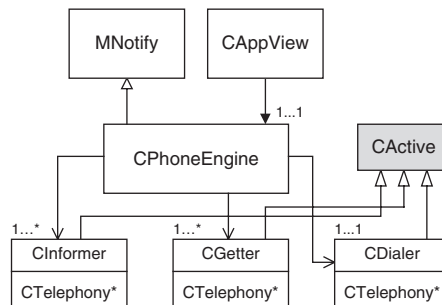 MNotify
CAppView
1...1
CPhoneEngine
CActive
1...*
1...*
1...1
CInformer
CGetter
CDialer
CTelephony*
CTelephony*
CTelephony*